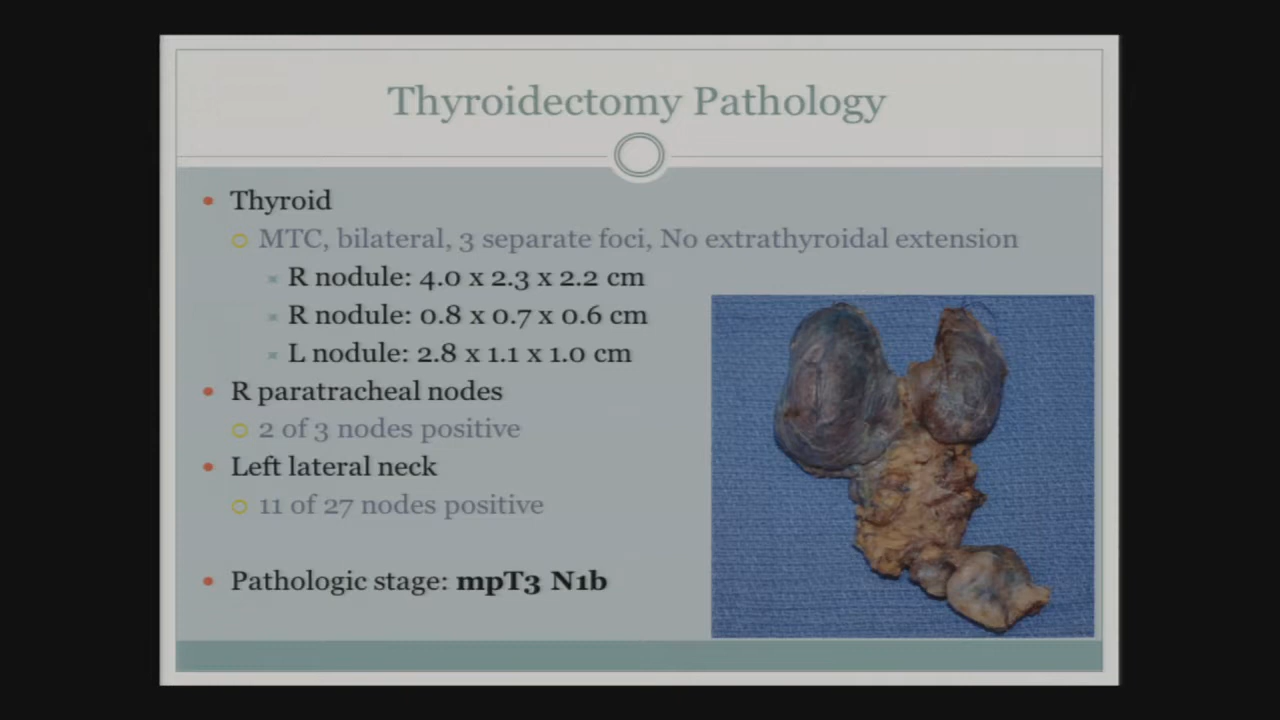 Thyroidectomy Pathology
Thyroid
MTC, bilateral, 3 separate foci, No extrathyroidal extension
R nodule: 4.0 x 2.3 x 2.2 cm
R nodule: 0.8 x 0.7 x 0.6 cm
L nodule: 2.8 x 1.1 x 1.0 cm
R paratracheal nodes
2 of 3 nodes positive
Left lateral neck
11 of 27 nodes positive
Pathologic stage: mpT3 N1b